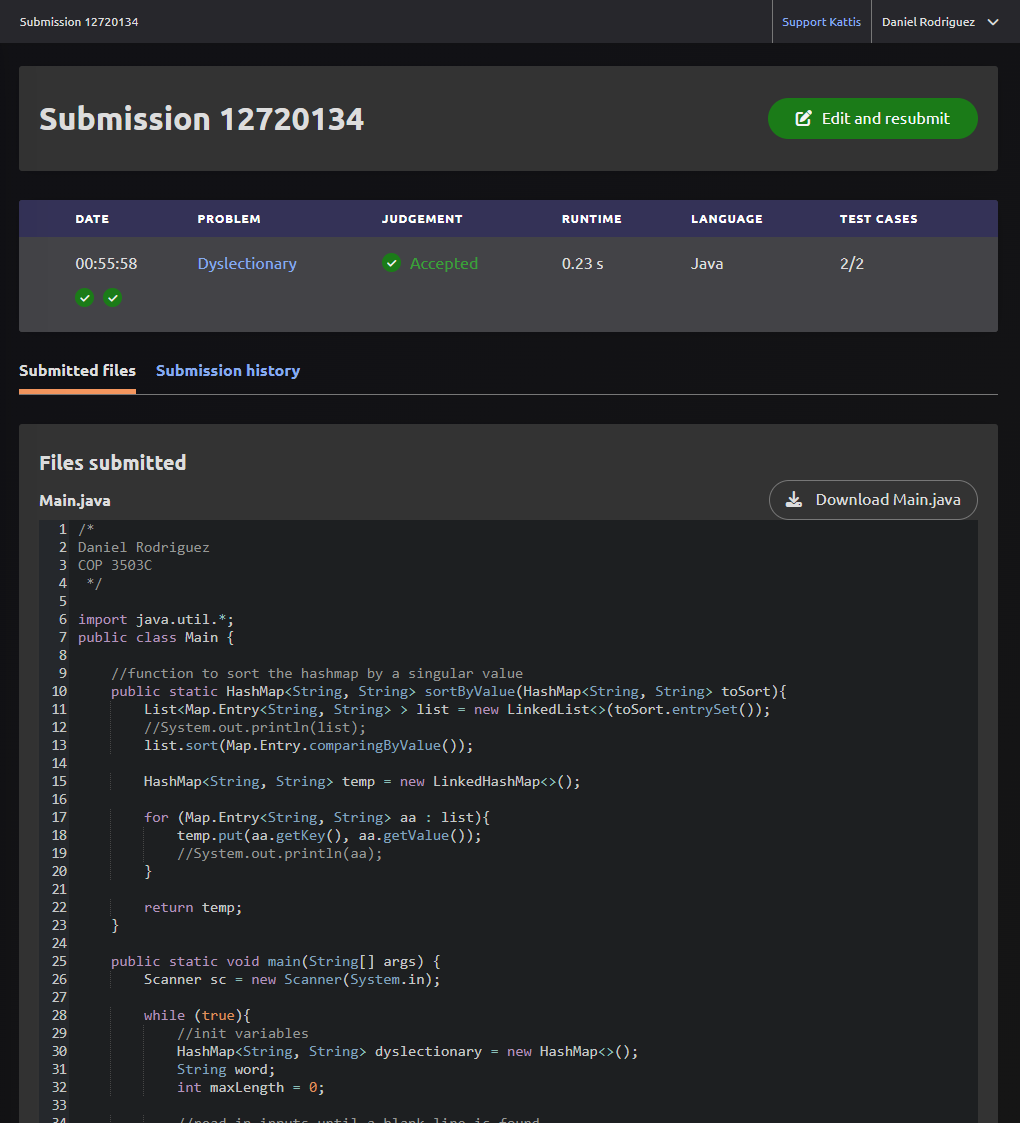 Submission 12720134
Support Kattis
Daniel Rodriguez
Submission 12720134
Edit and resubmit
DATE PROBLEM JUDGEMENT RUNTIME LANGUAGE TEST CASES
00:55:58 Dyslectionary Accepted 0.23 s Java 2/2
Submitted files Submission history
Files submitted
Main.java
Download Main.java
1 /*
2 Daniel Rodriguez
3 COP 3503C
4 */
5
6 import java.util.*;
7 public class Main {
8
9 //function to sort the hashmap by a singular value
10 public static HashMap<String, String> sortByValue(HashMap<String, String> toSort){
11 List<Map.Entry<String, String> > list = new LinkedList<>(toSort.entrySet());
12 //System.out.println(list);
13 list.sort(Map.Entry.comparingByValue());
14
15 HashMap<String, String> temp = new LinkedHashMap<>();
16
17 for (Map.Entry<String, String> aa : list){
18 temp.put(aa.getKey(), aa.getValue());
19 //System.out.println(aa);
20 }
21
22 return temp;
23 }
24
25 public static void main(String[] args) {
26 Scanner sc = new Scanner(System.in);
27
28 while (true){
29 //init variables
30 HashMap<String, String> dyslectionary = new HashMap<>();
31 String word;
32 int maxLength = 0;
33
34 //read in inputs until a blank line is found